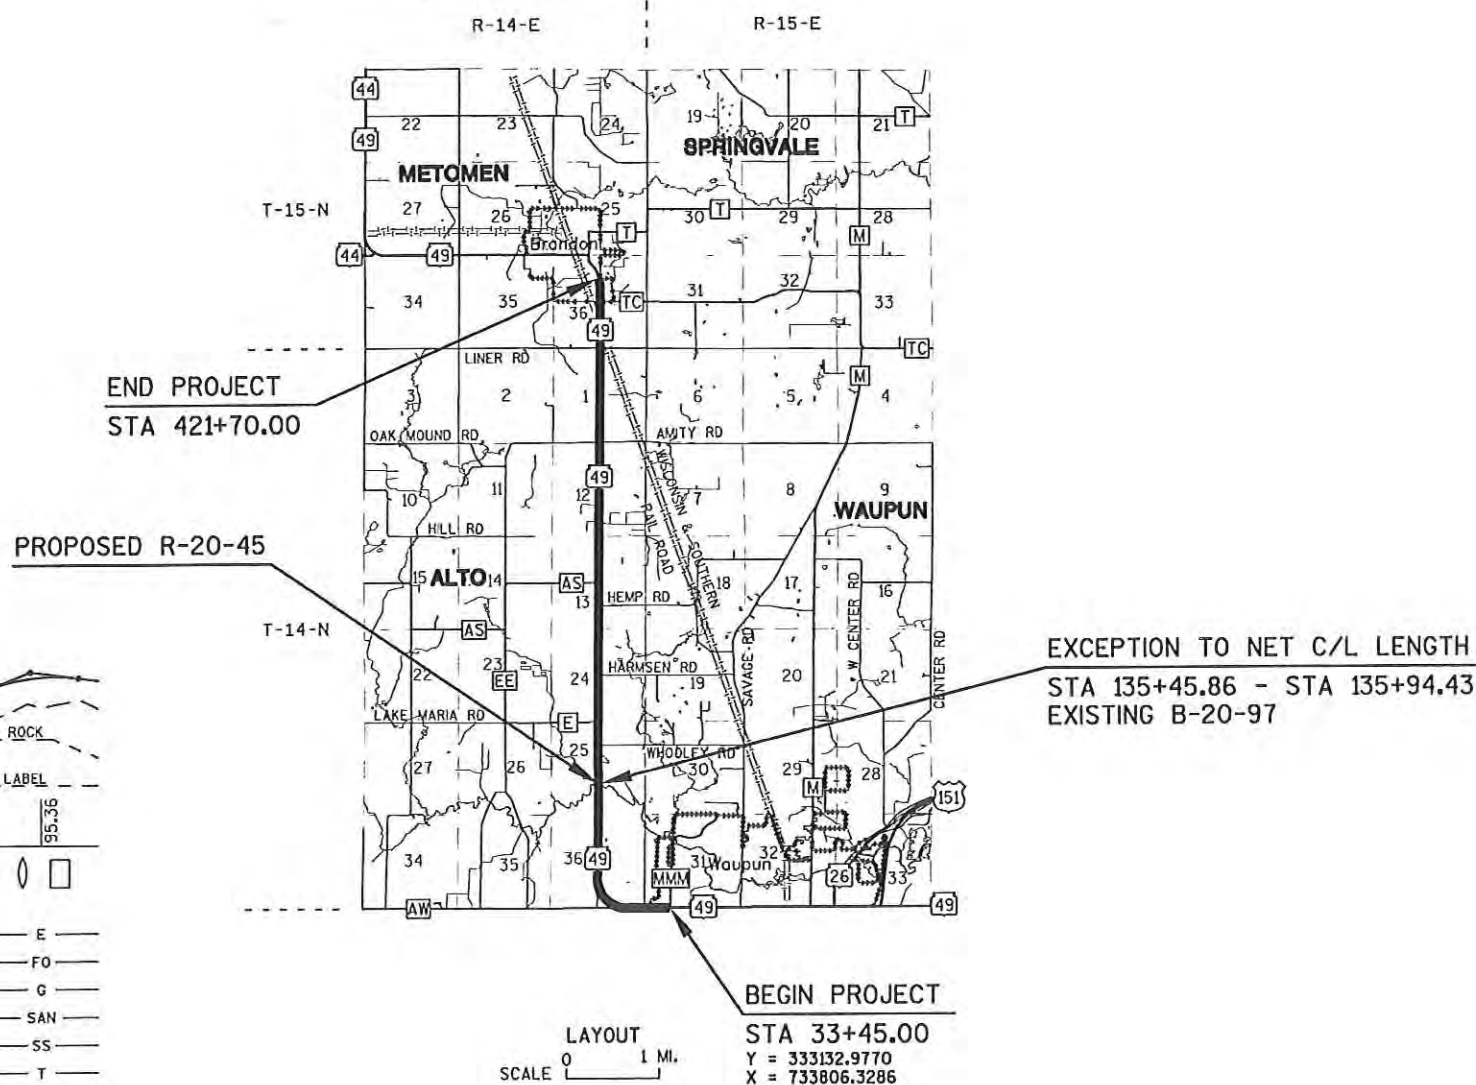 R-14-E
R-15-E
44
49
22
23
24
19
20
21
T
SPRINGVALE
METOMEN
T-15-N
27
26
25
30
T
29
28
T
Brandon
M
44
49
34
35
36
TC
31
32
33
49
LINER RD
TC
M
END PROJECT
STA 421+70.00
3
2
1
6
5
4
OAK MOUND RD
AMITY RD
49
10
11
12
7
8
9
WAUPUN
HILL RD
WISCONSIN & SOUTHERN
RAIL ROAD
PROPOSED R-20-45
15
ALTO
14
AS
13
HEMP RD
18
17
16
W CENTER RD
T-14-N
AS
22
23
EE
24
HARMSEN RD
19
SAVAGE RD
20
21
CENTER RD
EXCEPTION TO NET C/L LENGTH
STA 135+45.86 - STA 135+94.43
EXISTING B-20-97
LAKE MARIA RD
E
25
WHODLEY RD
27
26
30
29
28
M
151
ROCK
LABEL
95.36
34
35
36
49
31
Waupun
32
MMM
26
33
AW
49
49
E
FO
G
SAN
SS
T
BEGIN PROJECT
STA 33+45.00
Y = 333132.9770
X = 733806.3286
LAYOUT
SCALE
0
1 MI.